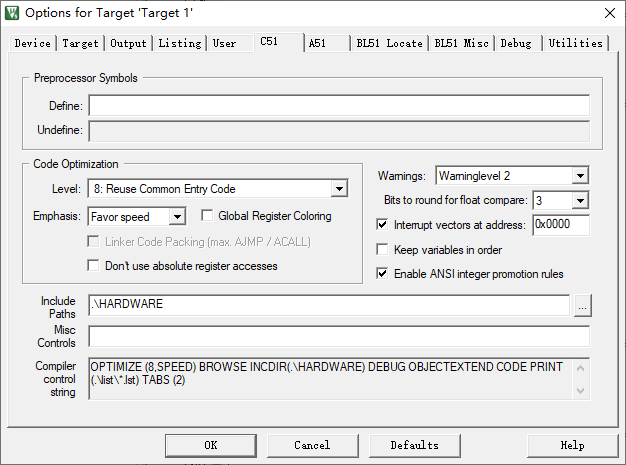 Options for Target 'Target 1'
Device Target Output Listing User C51 A51 BL51 Locate BL51 Misc Debug Utilities
Preprocessor Symbols
Define:
Undefine:
Code Optimization
Level: 8: Reuse Common Entry Code
Emphasis: Favor speed Global Register Coloring
Linker Code Packing (max. AJMP / ACALL)
Don't use absolute register accesses
Warnings: Warninglevel 2
Bits to round for float compare: 3
Interrupt vectors at address: 0x0000
Keep variables in order
Enable ANSI integer promotion rules
Include
Paths
.\HARDWARE
...
Misc
Controls
Compiler
control
string
OPTIMIZE (8,SPEED) BROWSE INCDIR(.\HARDWARE) DEBUG OBJECTEXTEND CODE PRINT
(.\list\*.lst) TABS (2)
OK Cancel Defaults Help